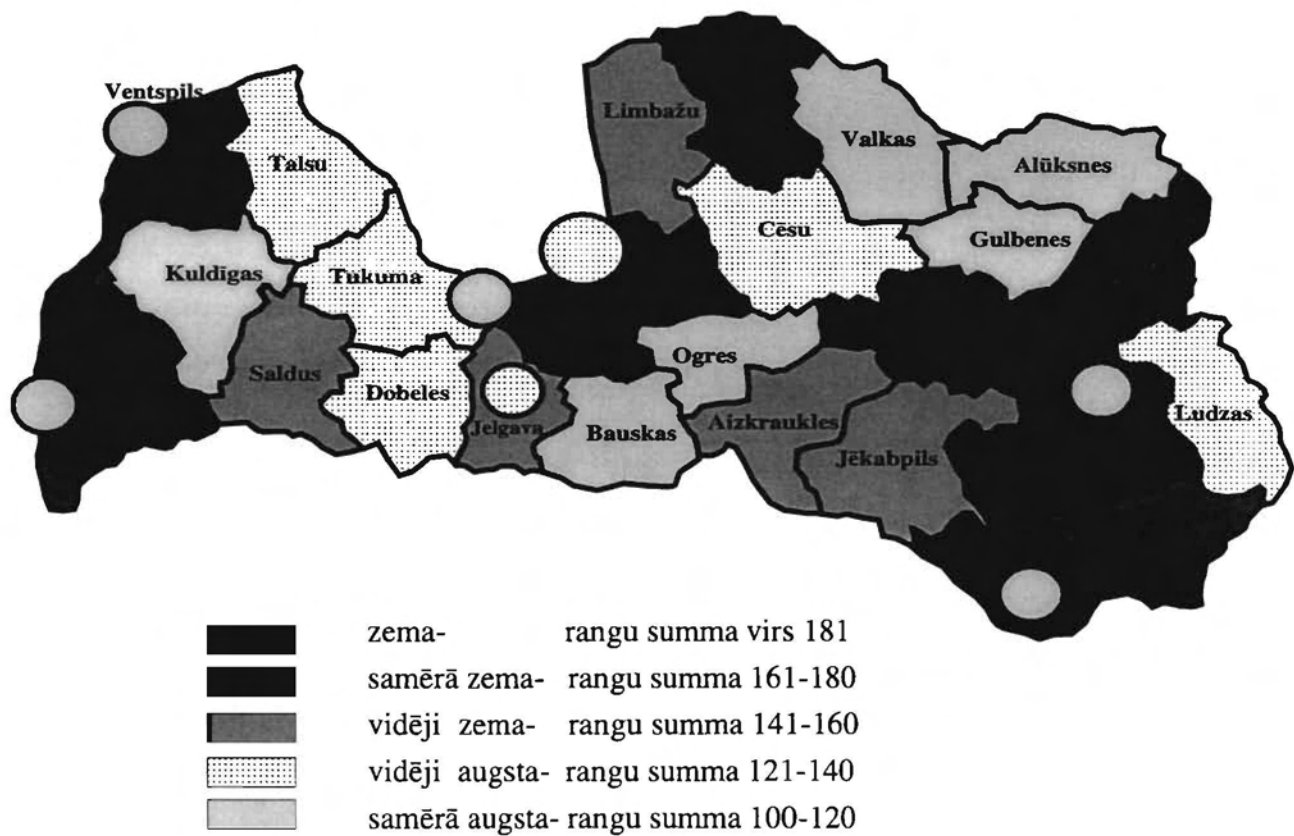 Ventspils
Limbažu
Valkas
Talsu
Alūksnes
Cēsu
Gulbenes
Kuldīgas
Tukuma
Ogres
Saldus
Dobeles
Ludzas
Jelgava
Bauskas
Aizkraukles
Jēkabpils
zema- rangu summa virs 181
samērā zema- rangu summa 161-180
vidēji zema- rangu summa 141-160
vidēji augsta- rangu summa 121-140
samērā augsta- rangu summa 100-120